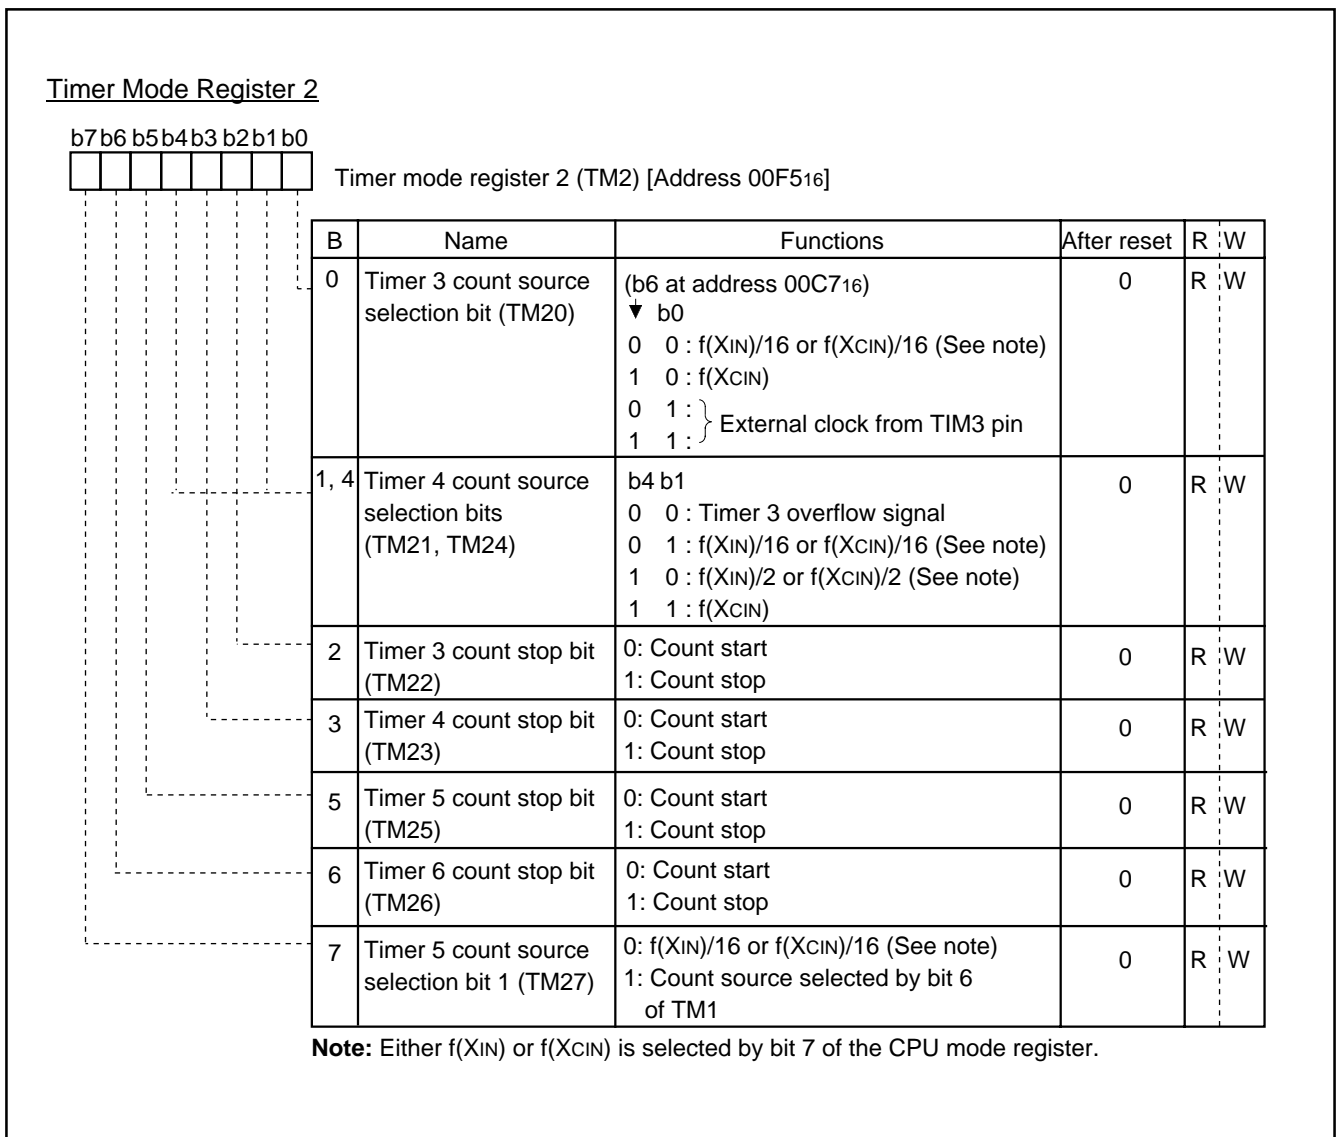 Timer Mode Register 2
b7 b6 b5 b4 b3 b2 b1 b0
Timer mode register 2 (TM2) [Address 00F516]
B Name Functions After reset R W
0 Timer 3 count source (b6 at address 00C716) 0 R W
selection bit (TM20) b0
0 0 : f(XIN)/16 or f(XCIN)/16 (See note)
1 0 : f(XCIN)
0 1 :
External clock from TIM3 pin
1 1 :
1, 4 Timer 4 count source b4 b1 0 R W
selection bits 0 0 : Timer 3 overflow signal
(TM21, TM24) 0 1 : f(XIN)/16 or f(XCIN)/16 (See note)
1 0 : f(XIN)/2 or f(XCIN)/2 (See note)
1 1 : f(XCIN)
2 Timer 3 count stop bit 0: Count start 0 R W
(TM22) 1: Count stop
3 Timer 4 count stop bit 0: Count start 0 R W
(TM23) 1: Count stop
5 Timer 5 count stop bit 0: Count start 0 R W
(TM25) 1: Count stop
6 Timer 6 count stop bit 0: Count start 0 R W
(TM26) 1: Count stop
7 Timer 5 count source 0: f(XIN)/16 or f(XCIN)/16 (See note) 0 R W
selection bit 1 (TM27) 1: Count source selected by bit 6
of TM1
Note: Either f(XIN) or f(XCIN) is selected by bit 7 of the CPU mode register.